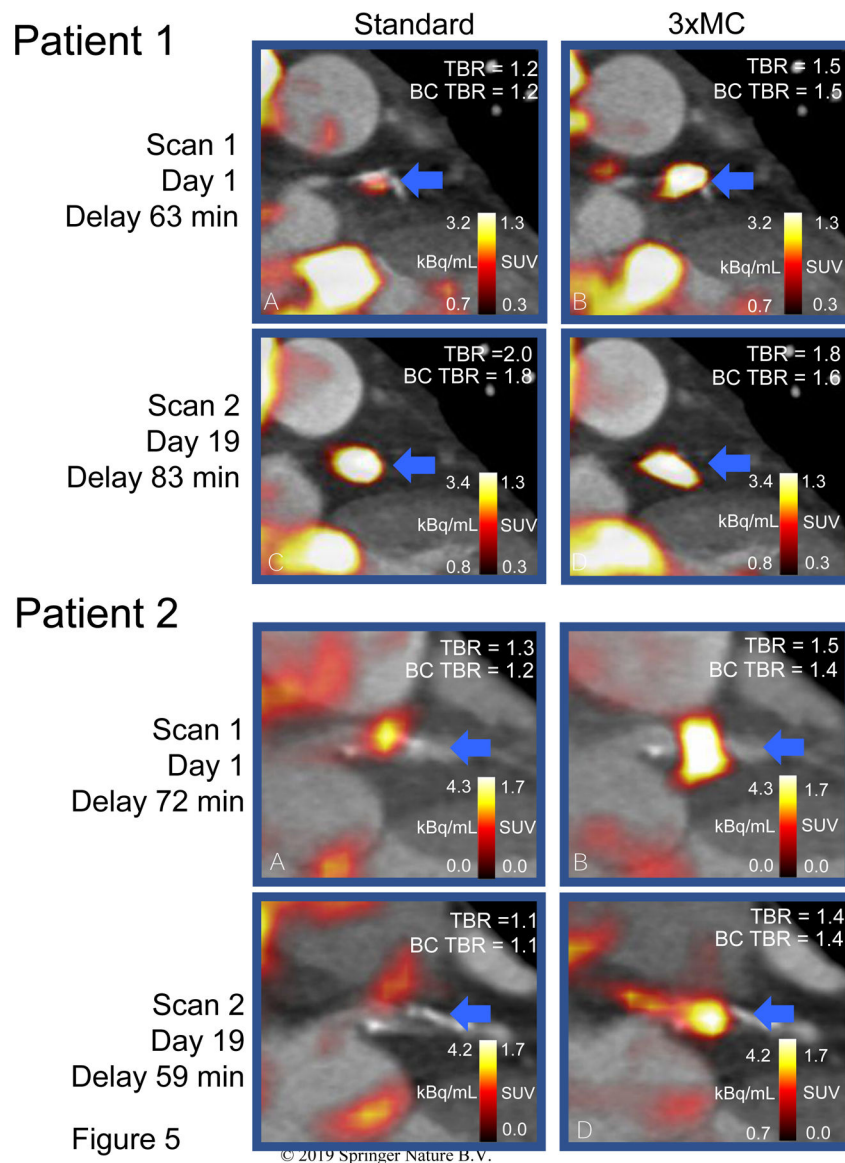 Standard
3xMC
Patient 1
Scan 1
Day 1
Delay 63 min
TBR = 1.2
BC TBR = 1.2
3.2 1.3
kBq/mL SUV
0.7 0.3
A
TBR = 1.5
BC TBR = 1.5
3.2 1.3
kBq/mL SUV
0.7 0.3
B
Scan 2
Day 19
Delay 83 min
TBR =2.0
BC TBR = 1.8
3.4 1.3
kBq/mL SUV
0.8 0.3
C
TBR = 1.8
BC TBR = 1.6
3.4 1.3
kBq/mL SUV
0.8 0.3
D
Patient 2
Scan 1
Day 1
Delay 72 min
TBR = 1.3
BC TBR = 1.2
4.3 1.7
kBq/mL SUV
0.0 0.0
A
TBR = 1.5
BC TBR = 1.4
4.3 1.7
kBq/mL SUV
0.0 0.0
B
Scan 2
Day 19
Delay 59 min
TBR =1.1
BC TBR = 1.1
4.2 1.7
kBq/mL SUV
0.0
TBR = 1.4
BC TBR = 1.4
4.2 1.7
kBq/mL SUV
0.7 0.0
D
Figure 5
© 2019 Springer Nature B.V.